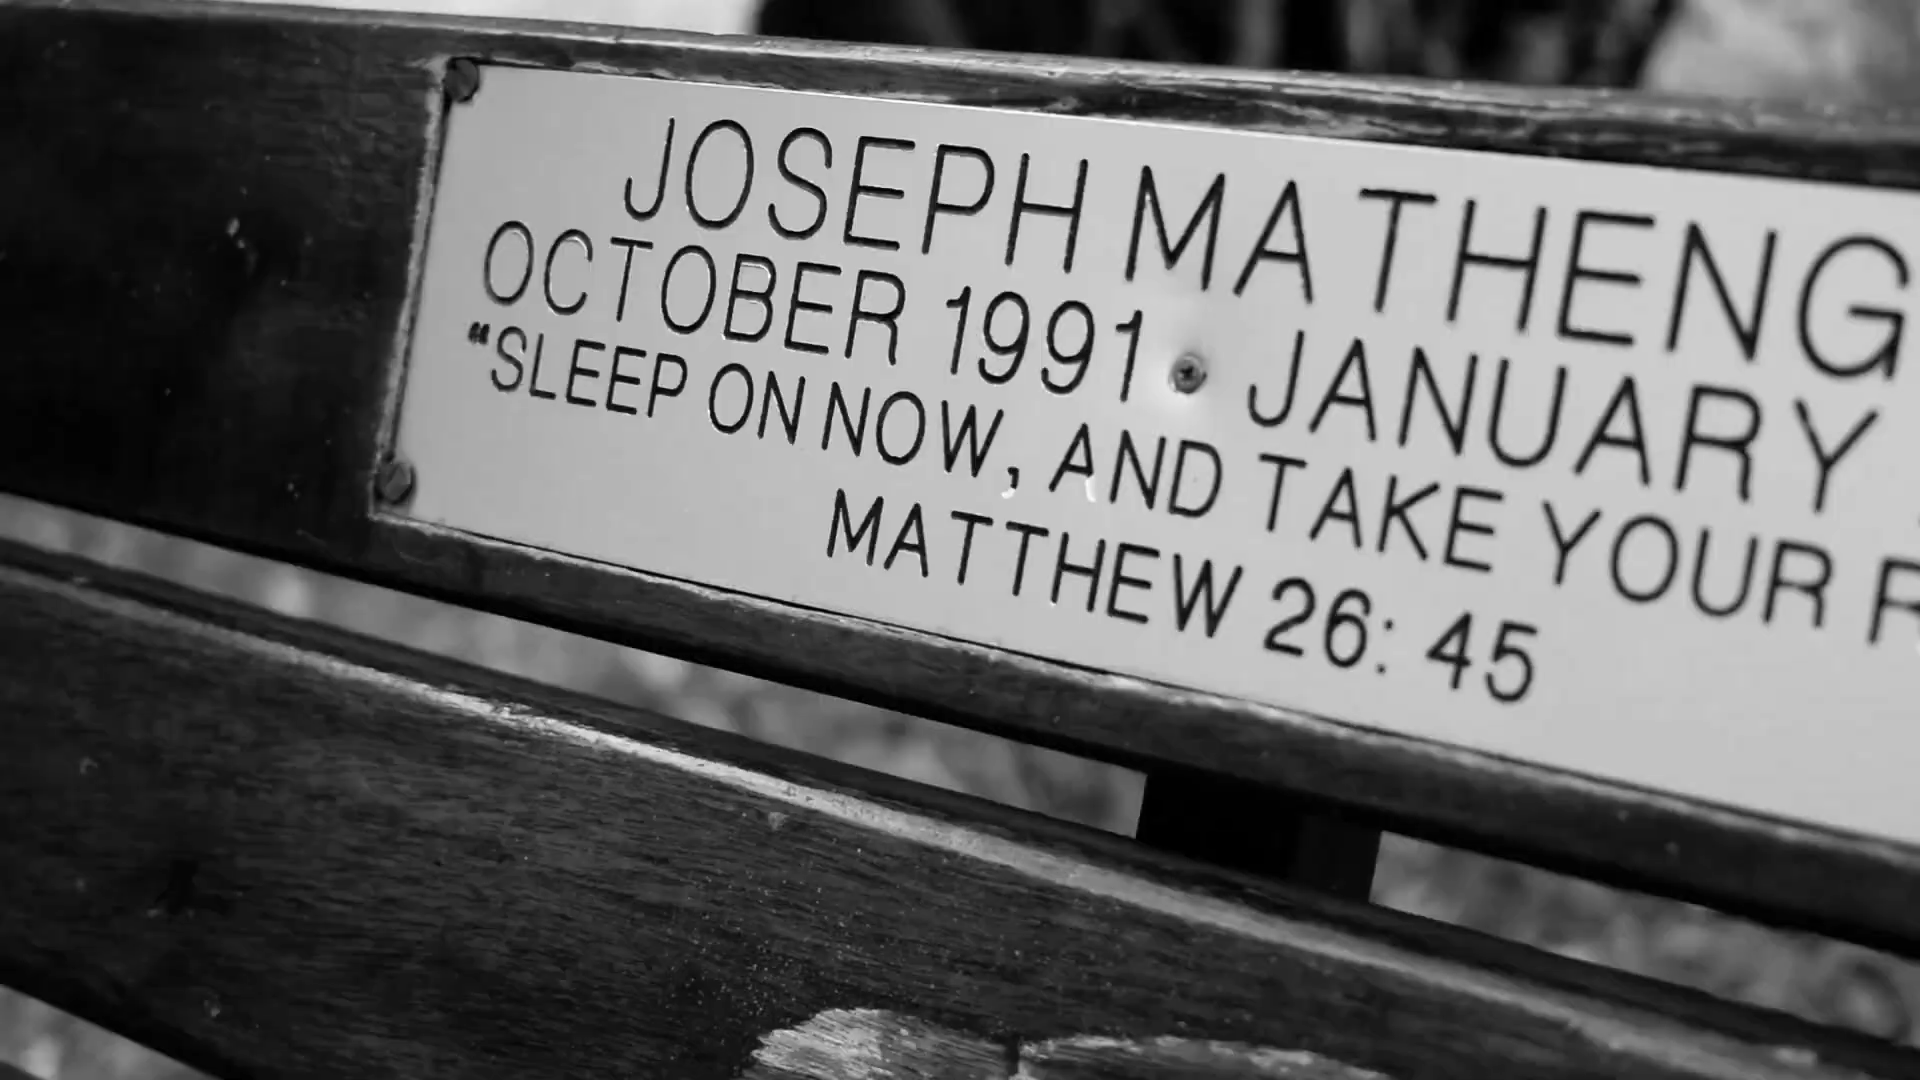 JOSEPH MATHENG
OCTOBER 1991 • JANUARY
“SLEEP ON NOW, AND TAKE YOUR R
MATTHEW 26: 45